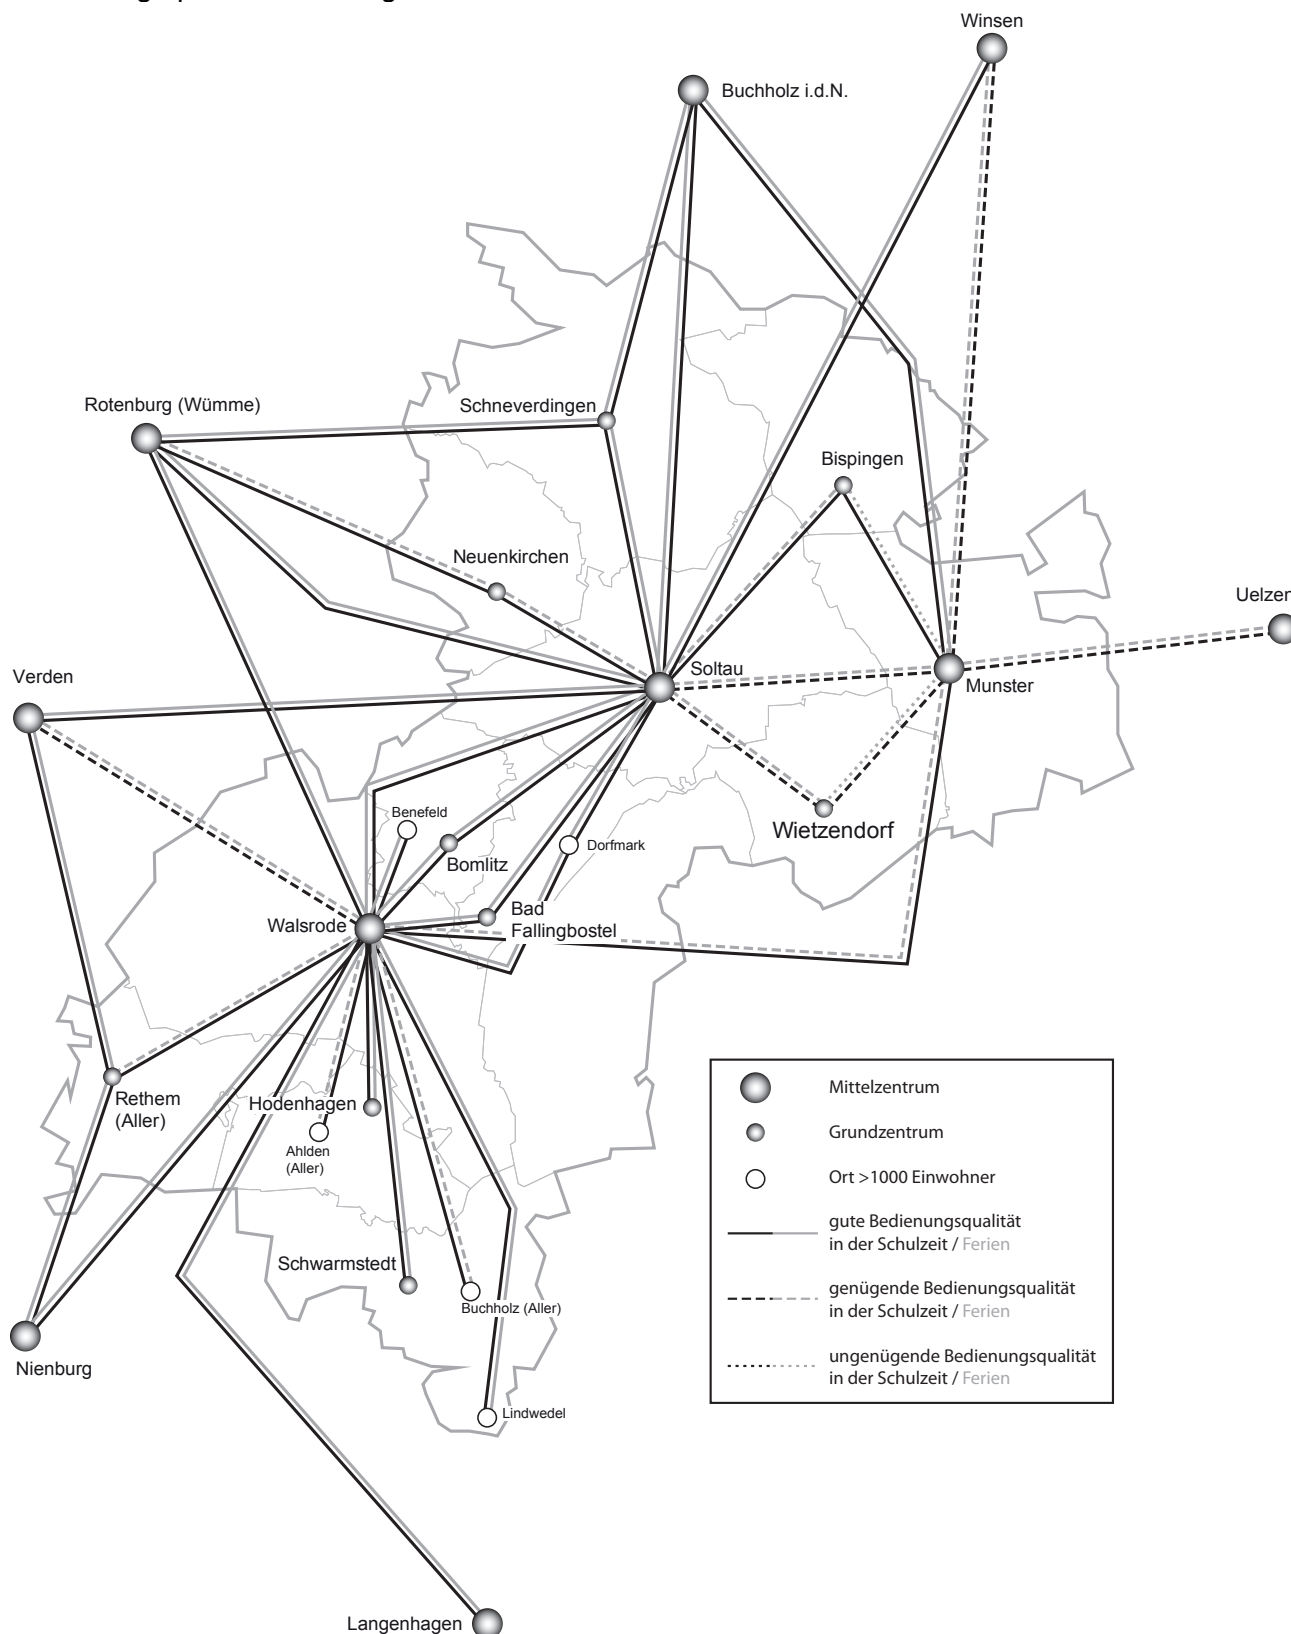 Winsen
Buchholz i.d.N.
Rotenburg (Wümme)
Schneverdingen
Bispingen
Neuenkirchen
Uelzen
Verden
Soltau
Munster
Benefeld
Wietzendorf
Dorfmark
Bomlitz
Walsrode
Bad
Fallingbostel
Rethem
(Aller)
Hodenhagen
Ahlden
(Aller)
Schwarmstedt
Buchholz (Aller)
Nienburg
Lindwedel
Langenhagen
Mittelzentrum
Grundzentrum
Ort >1000 Einwohner
gute Bedienungsqualität
in der Schulzeit / Ferien
genügende Bedienungsqualität
in der Schulzeit / Ferien
ungenügende Bedienungsqualität
in der Schulzeit / Ferien